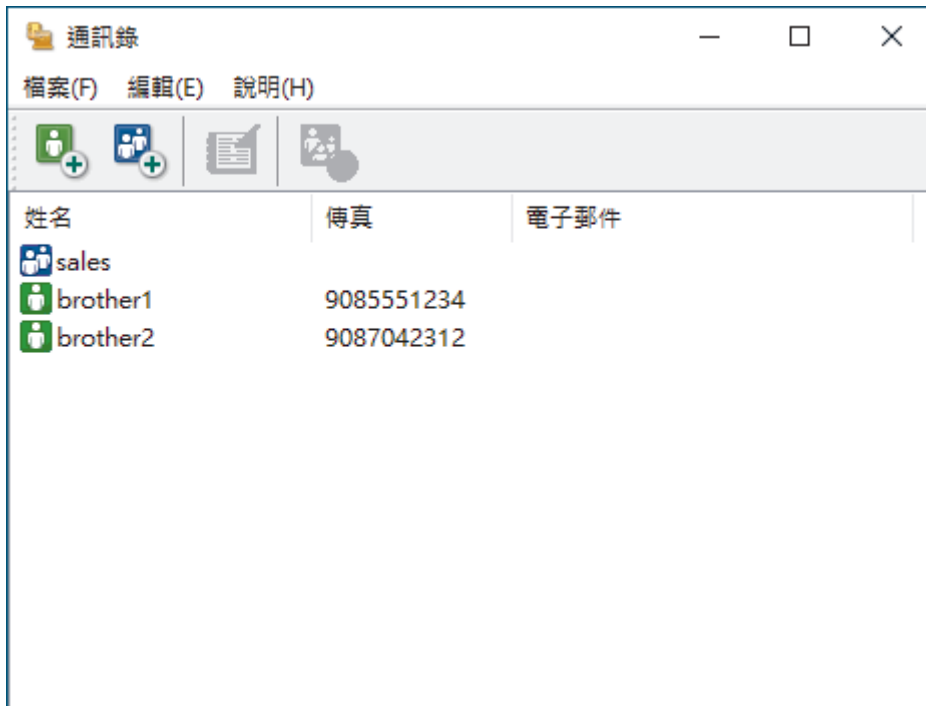 通訊錄
檔案(F) 編輯(E) 說明(H)
姓名 傳真 電子郵件
sales
brother1 9085551234
brother2 9087042312